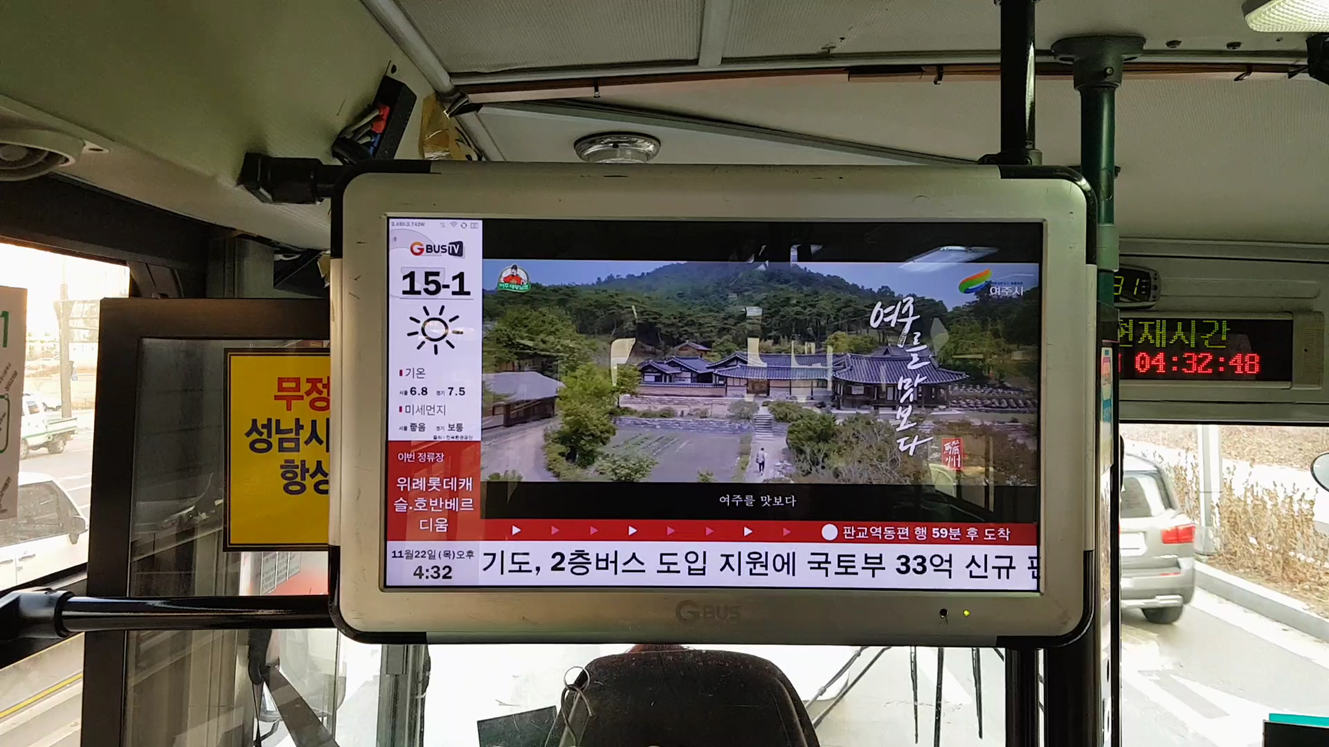 GBUSTV
15-1
기온
서울 6.8 경기 7.5
미세먼지
서울 좋음 경기 보통
이번 정류장
위례롯데캐
슬.호반베르
디움
11월22일(목)오후
4:32
여주시
여주를 맛보다
여주를 맛보다
판교역동편 행 59분 후 도착
기도, 2층버스 도입 지원에 국토부 33억 신규
GBUS
무정
성남시
항상
현재시간
04:32:48